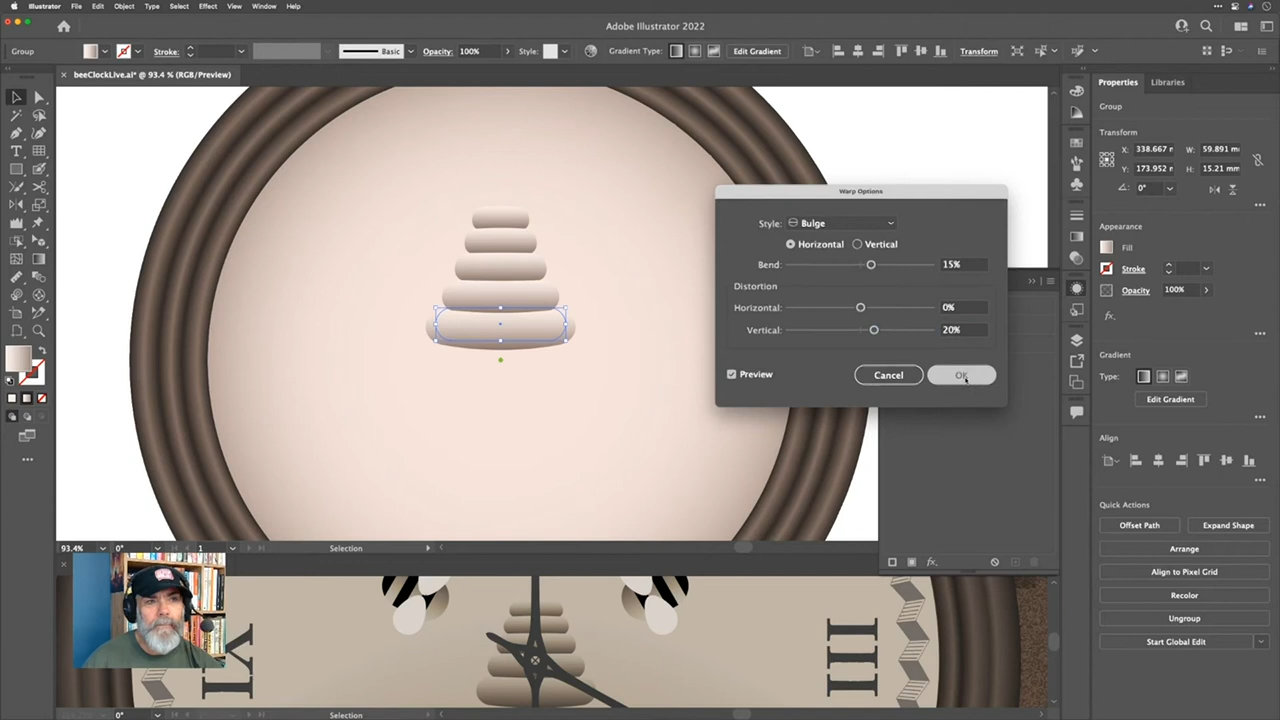 Illustrator File Edit Object Type Select Effect View Window Help
Adobe Illustrator 2022
Group Stroke: Basic Opacity: 100% Style: Gradient Type: Edit Gradient Transform
beeClockLive.ai* @ 93.4 % (RGB/Preview)
Properties Libraries
Group
Transform
X: 338.667 m W: 59.891 m
Y: 173.952 m H: 15.21 mm
0°
Appearance
Fill
Stroke
Opacity 100%
fx.
Gradient
Type:
Edit Gradient
Align
Quick Actions
Offset Path Expand Shape
Arrange
Align to Pixel Grid
Recolor
Ungroup
Start Global Edit
Warp Options
Style: Bulge
Horizontal Vertical
Bend: 15%
Distortion
Horizontal: 0%
Vertical: 20%
Preview Cancel OK
93.4% 0° 1 Selection
fx.
III
0° Selection